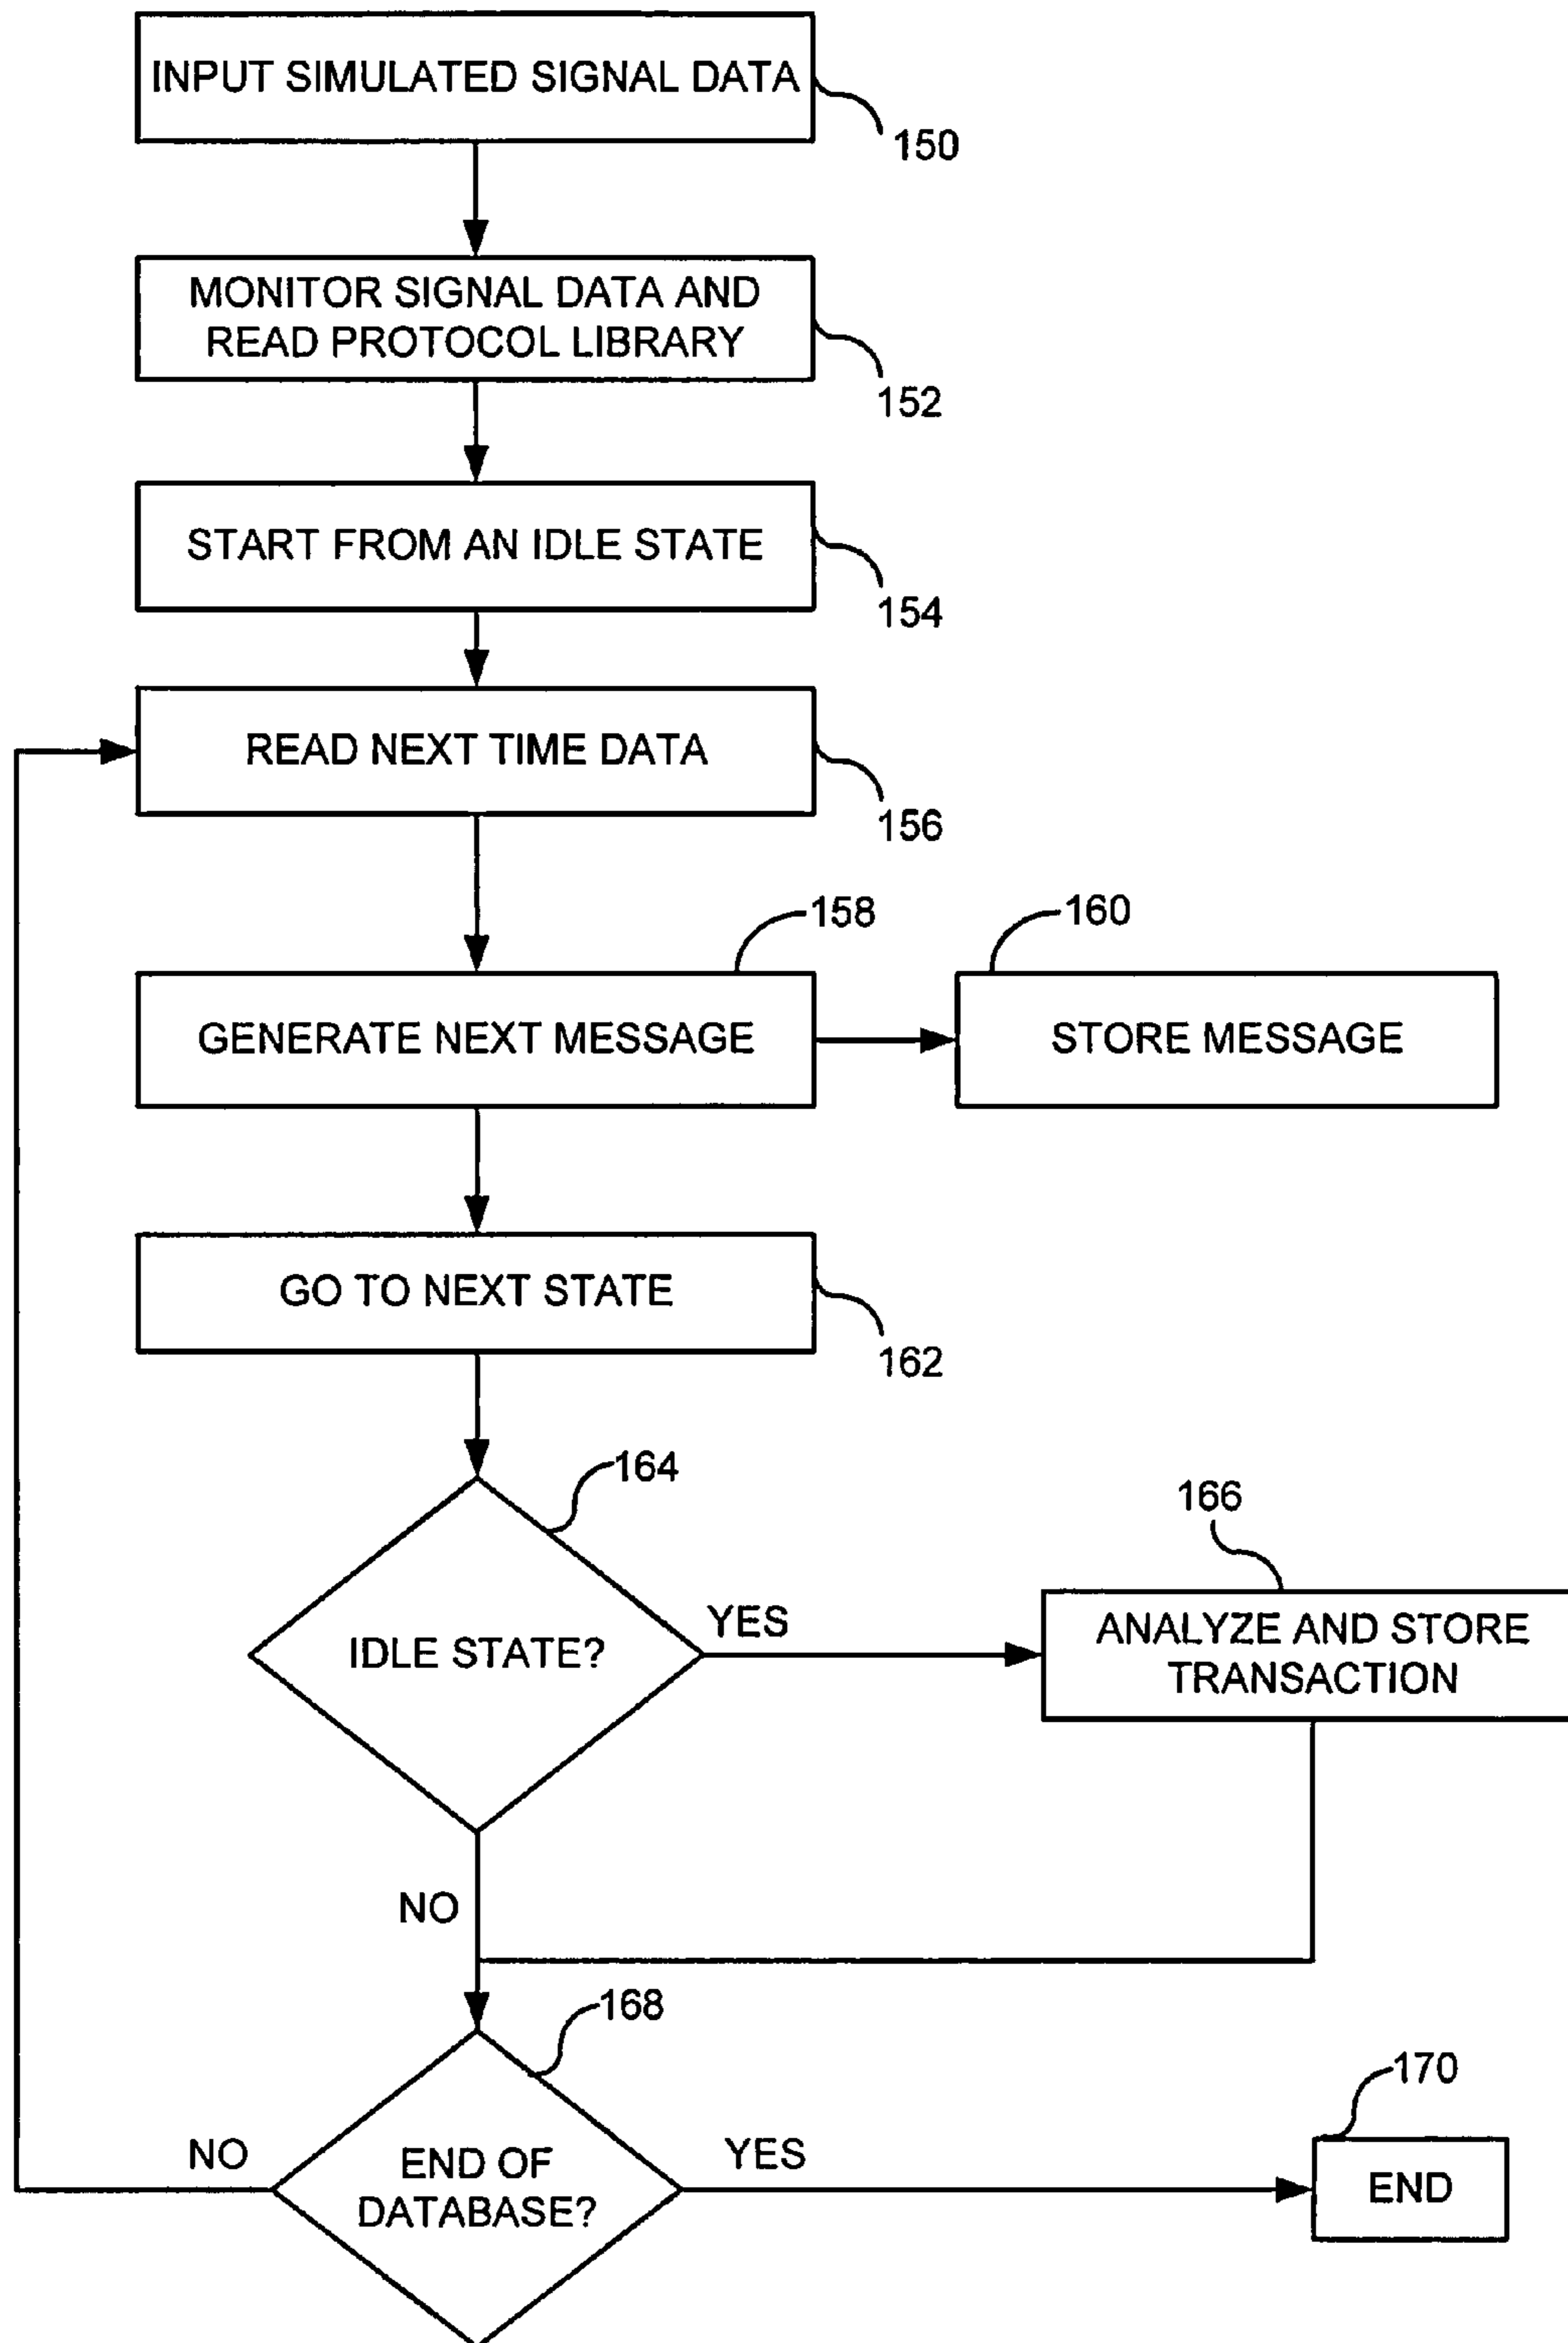 INPUT SIMULATED SIGNAL DATA
150
MONITOR SIGNAL DATA AND
READ PROTOCOL LIBRARY
152
START FROM AN IDLE STATE
154
READ NEXT TIME DATA
156
158
160
GENERATE NEXT MESSAGE
STORE MESSAGE
GO TO NEXT STATE
162
164
166
IDLE STATE?
YES
ANALYZE AND STORE
TRANSACTION
NO
168
170
NO
END OF
DATABASE?
YES
END